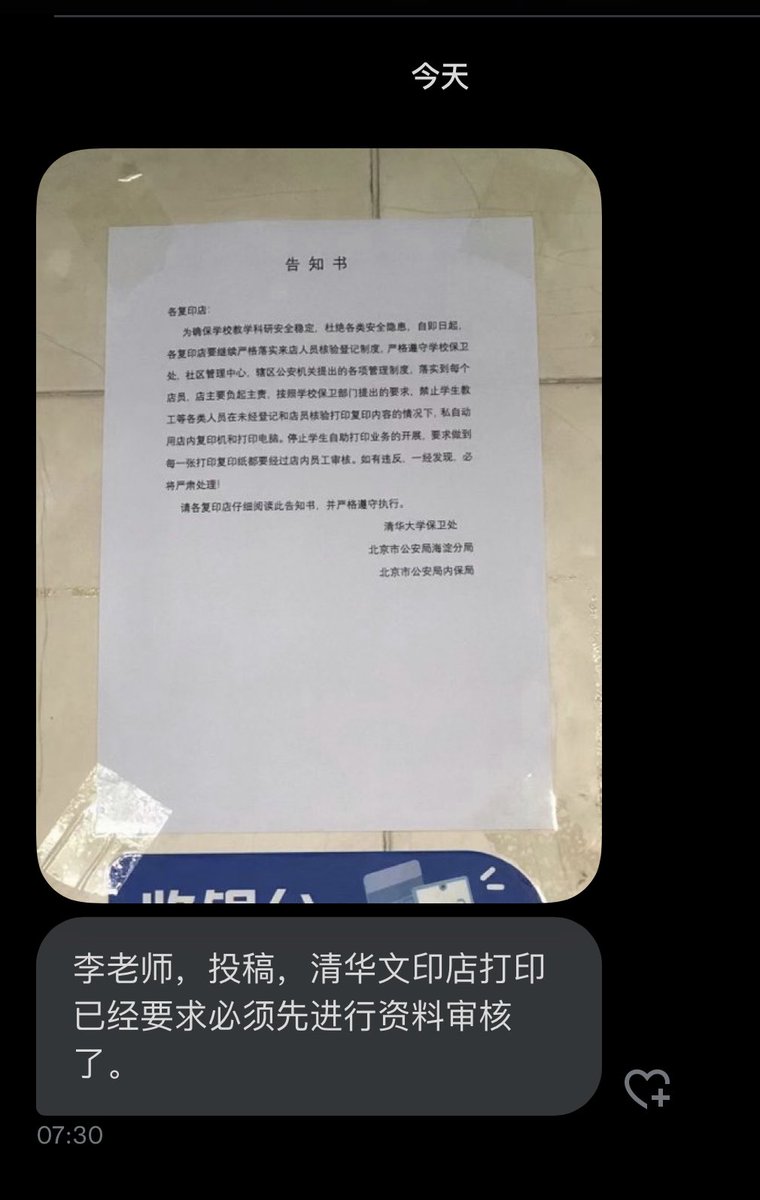 今天
告知书
各复印店：
为确保学校教学科研安全稳定，杜绝各类安全隐患，自即日起，
各复印店要继续严格落实来店人员核验登记制度，严格遵守学校保卫
处，社区管理中心，辖区公安机关提出的各项管理制度，落实到每个
店员，店主要负起主责，按照学校保卫部门提出的要求，禁止学生教
工等各类人员在未经登记和店员核验打印复印内容的情况下，私自动
用店内复印机和打印电脑。停止学生自助打印业务的开展，要求做到
每一张打印复印纸都要经过店内员工审核。如有违反，一经发现，必
将严肃处理！
请各复印店仔细阅读此告知书，并严格遵守执行。
清华大学保卫处
北京市公安局海淀分局
北京市公安局内保局
收银台
李老师，投稿，清华文印店打印
已经要求必须先进行资料审核
了。
07:30